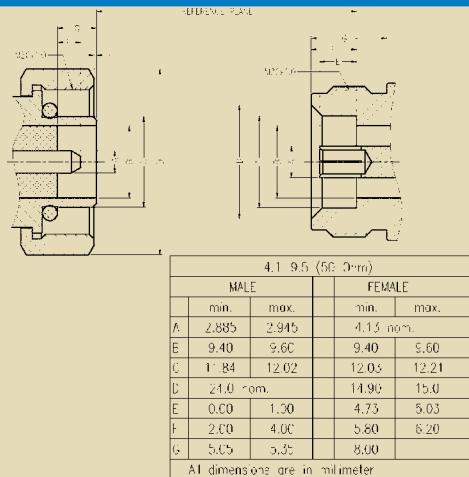 REFERENCE PLANE
G
G
F
E
4.1 9.5 (50 Ohm)
MALE FEMALE
min. max. min. max.
A 2.885 2.945 4.13 nom.
B 9.40 9.60 9.40 9.60
C 11.84 12.02 12.03 12.21
D 24.0 nom. 14.90 15.0
E 0.00 1.00 4.73 5.03
F 2.00 4.00 5.80 6.20
G 5.05 5.35 8.00
All dimensions are in millimeter